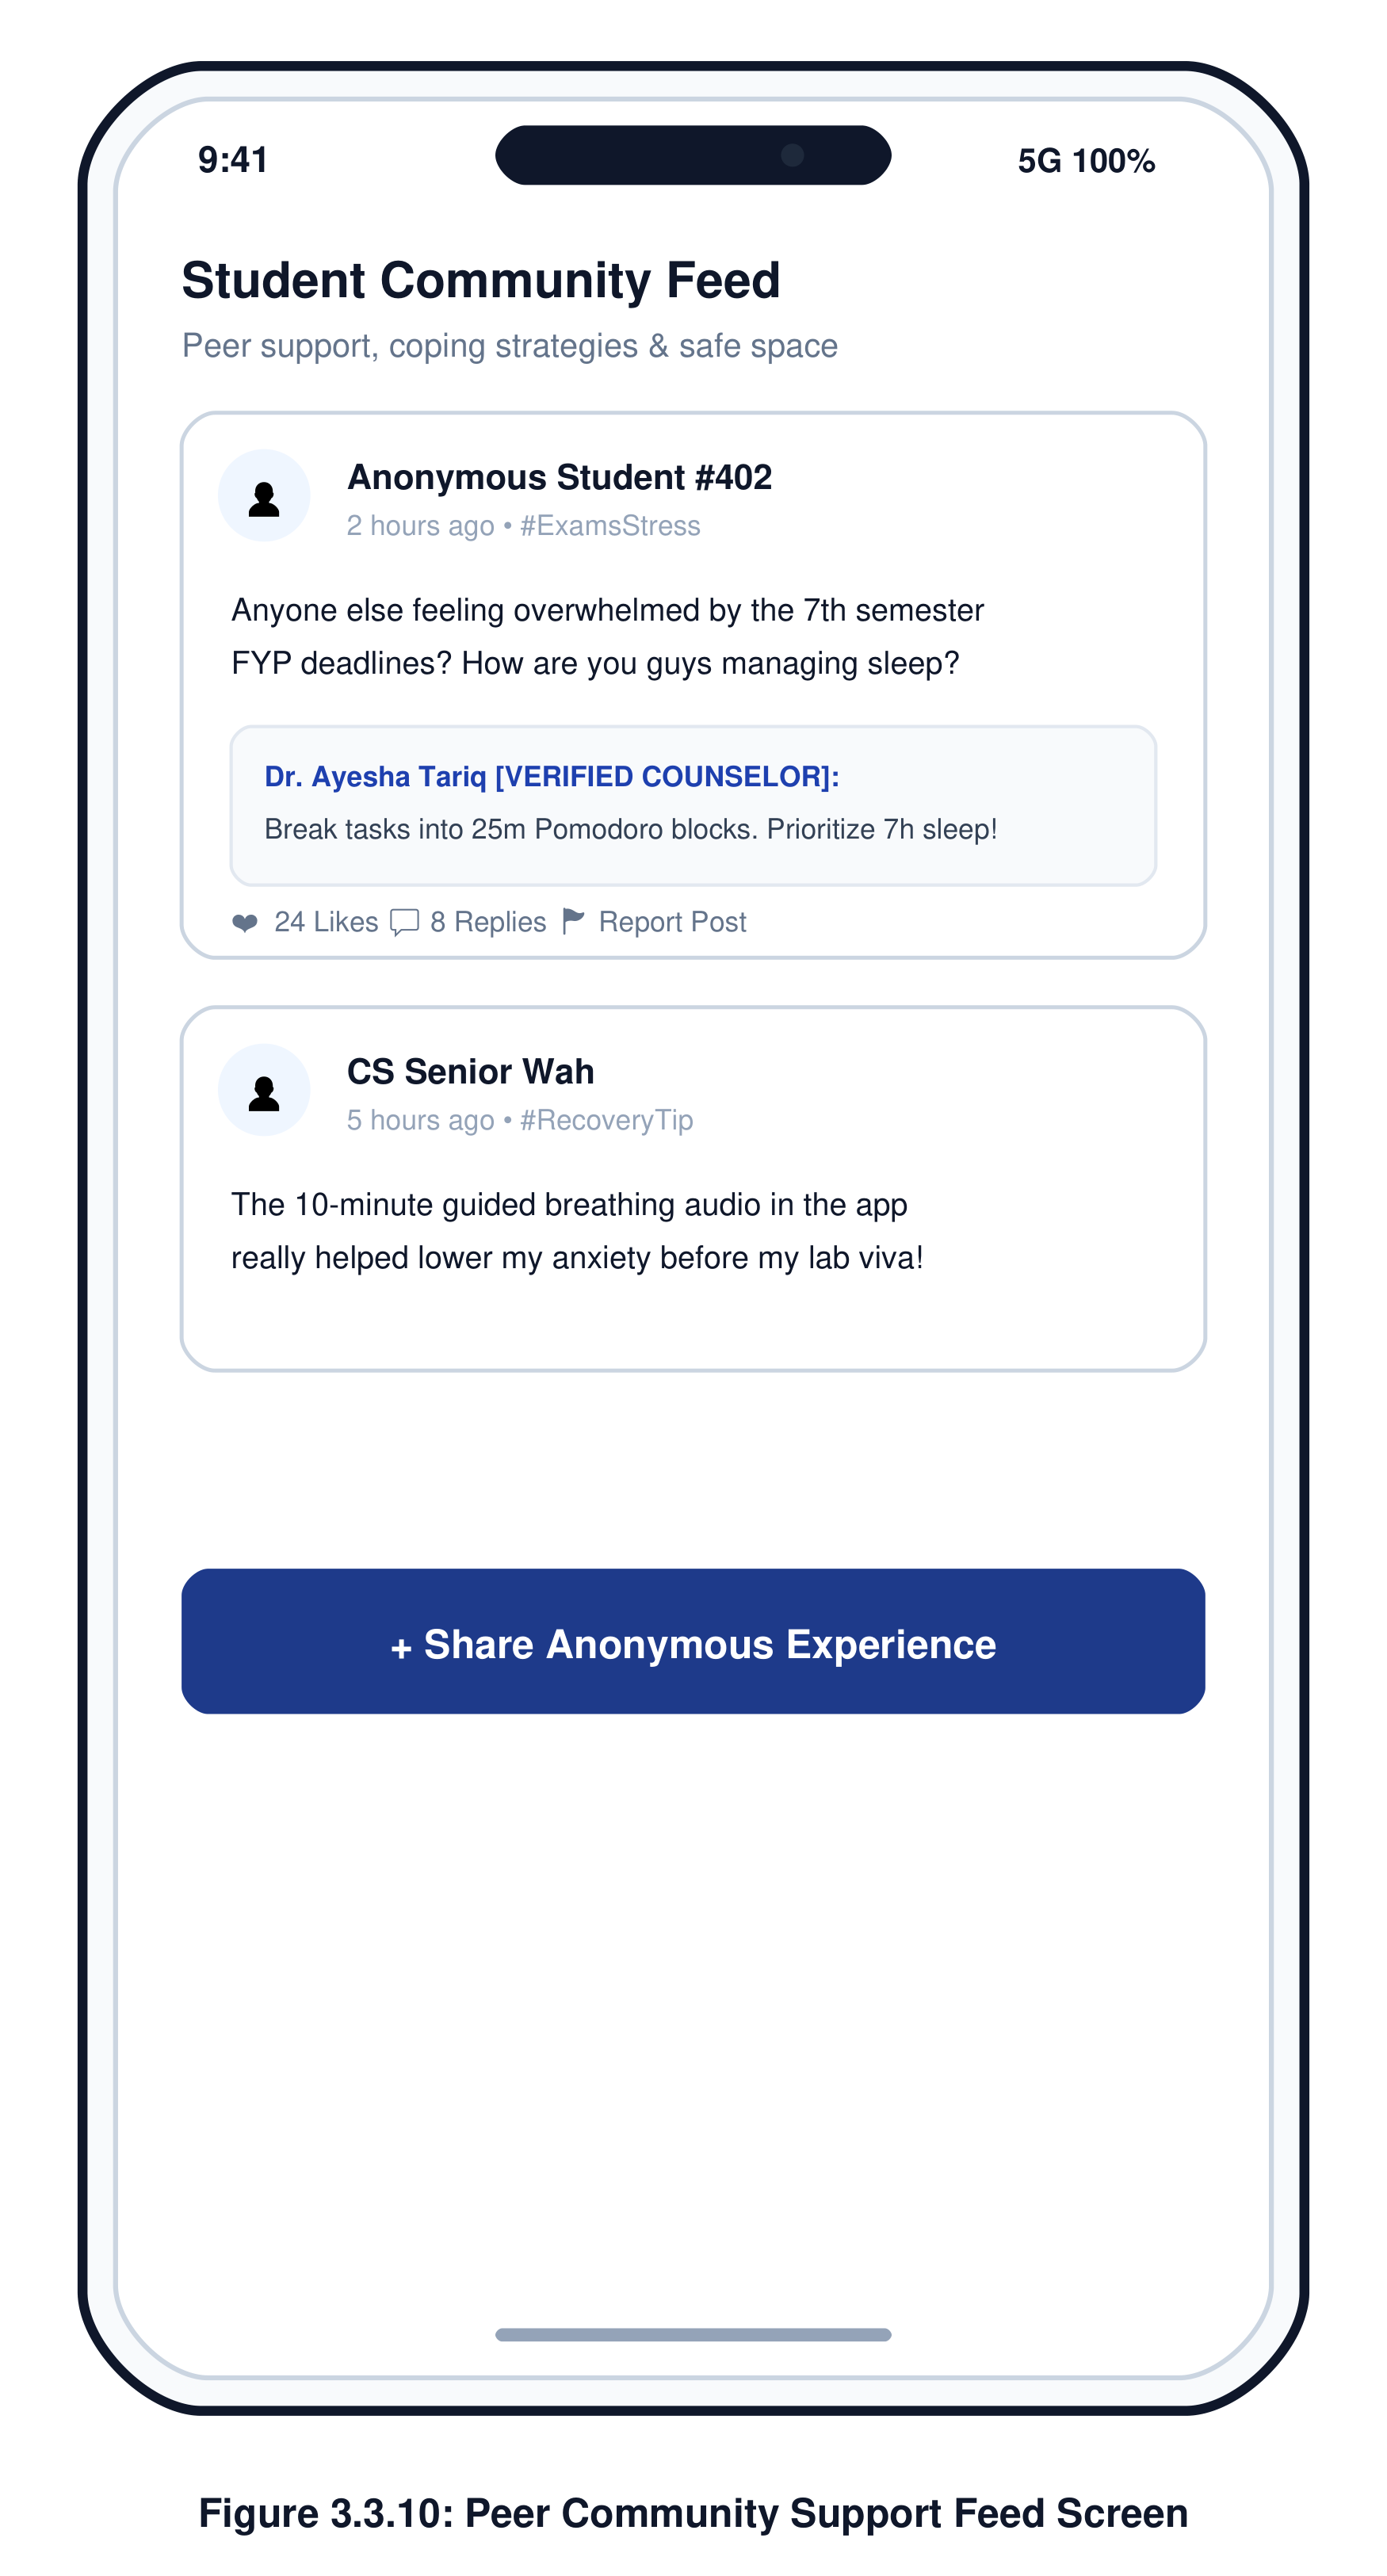 9:41
5G 100%
Student Community Feed
Peer support, coping strategies & safe space
Anonymous Student #402
2 hours ago • #ExamsStress
Anyone else feeling overwhelmed by the 7th semester
FYP deadlines? How are you guys managing sleep?
Dr. Ayesha Tariq [VERIFIED COUNSELOR]:
Break tasks into 25m Pomodoro blocks. Prioritize 7h sleep!
24 Likes 8 Replies Report Post
CS Senior Wah
5 hours ago • #RecoveryTip
The 10-minute guided breathing audio in the app
really helped lower my anxiety before my lab viva!
+ Share Anonymous Experience
Figure 3.3.10: Peer Community Support Feed Screen